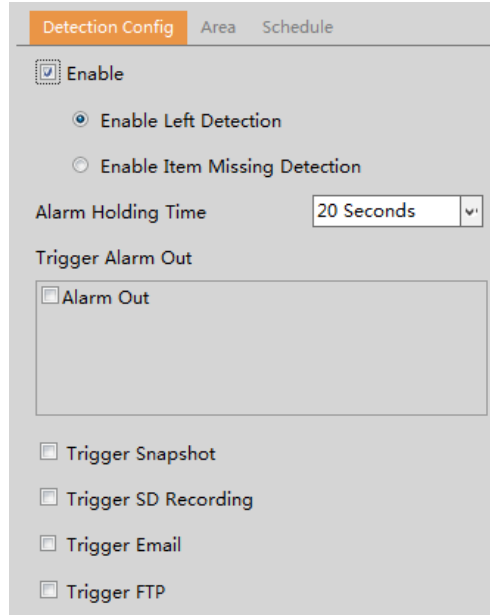 Detection Config Area Schedule
Enable
Enable Left Detection
Enable Item Missing Detection
Alarm Holding Time 20 Seconds
Trigger Alarm Out
Alarm Out
Trigger Snapshot
Trigger SD Recording
Trigger Email
Trigger FTP